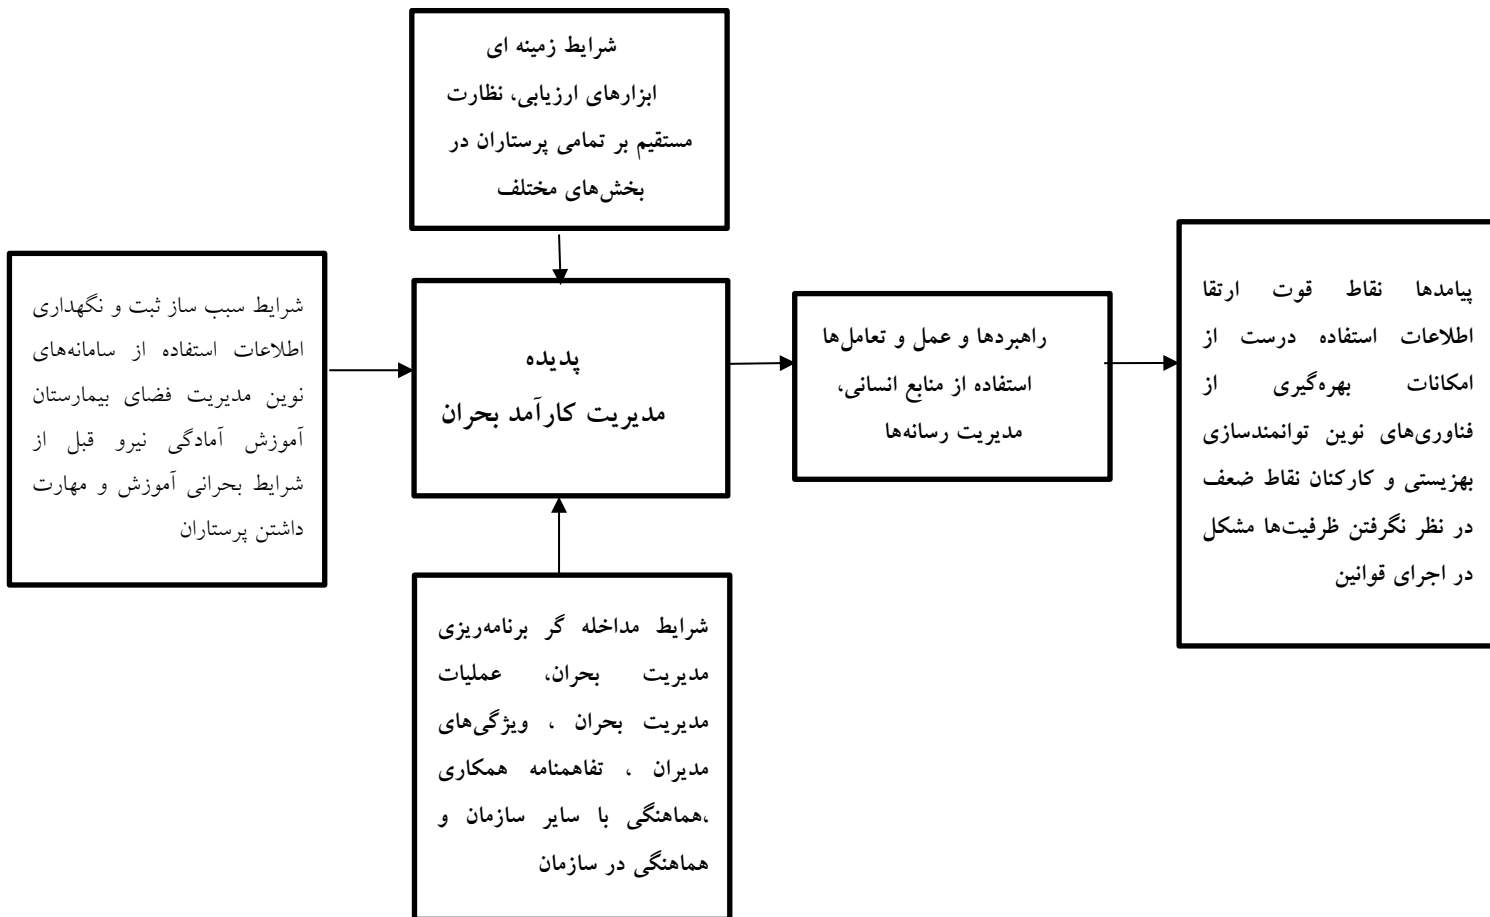 شرایط زمینه ای
ابزارهای ارزیابی، نظارت
مستقیم بر تمامی پرستاران در
بخش‌های مختلف
شرایط سبب ساز ثبت و نگهداری
اطلاعات استفاده از سامانه‌های
نوین مدیریت فضای بیمارستان
آموزش آمادگی نیرو قبل از
شرایط بحرانی آموزش و مهارت
داشتن پرستاران
پدیده
مدیریت کارآمد بحران
راهبردها و عمل و تعامل‌ها
استفاده از منابع انسانی،
مدیریت رسانه‌ها
پیامدها نقاط قوت ارتقا
اطلاعات استفاده درست از
امکانات بهره‌گیری از
فناوری‌های نوین توانمندسازی
بهزیستی و کارکنان نقاط ضعف
در نظر نگرفتن ظرفیت‌ها مشکل
در اجرای قوانین
شرایط مداخله گر برنامه‌ریزی
مدیریت بحران، عملیات
مدیریت بحران ، ویژگی‌های
مدیران ، تفاهمنامه همکاری
،هماهنگی با سایر سازمان و
هماهنگی در سازمان